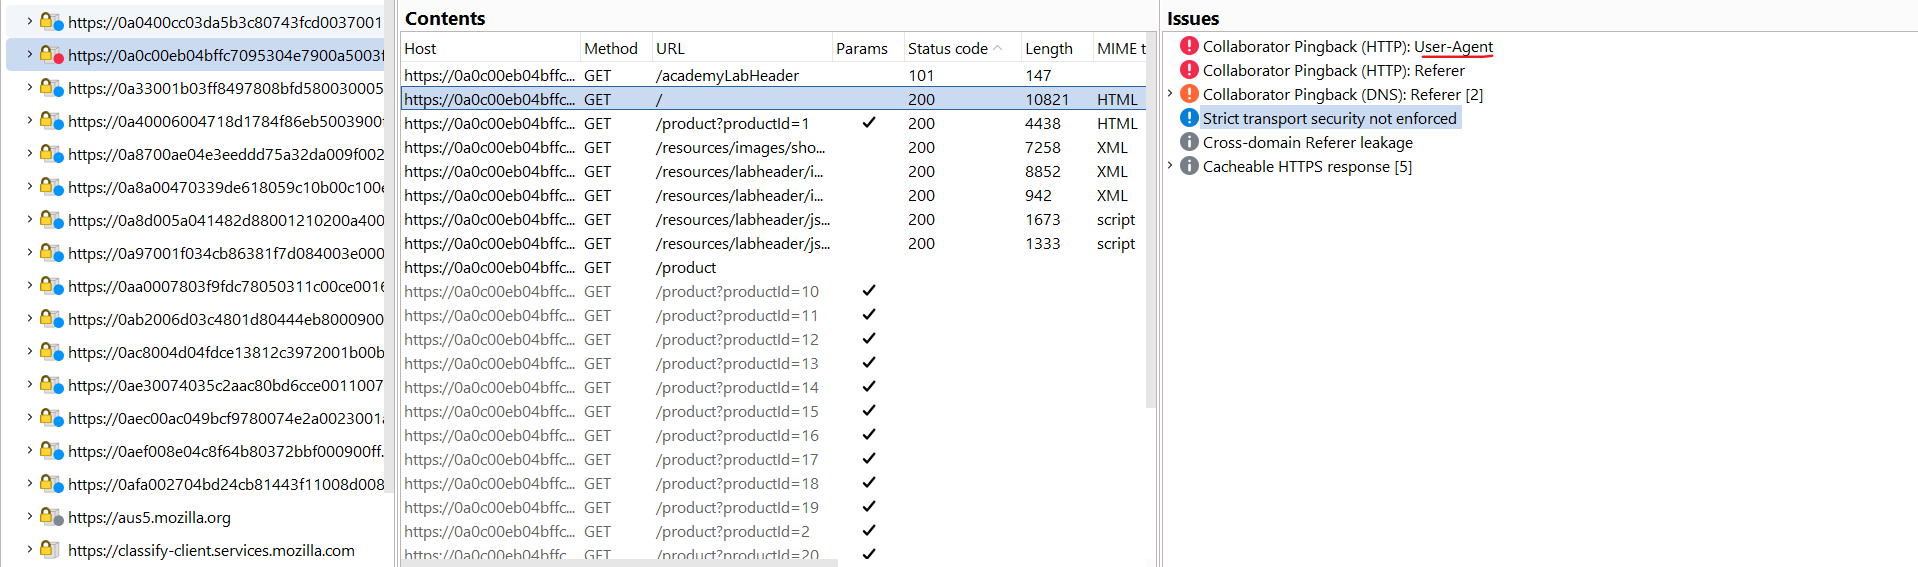 https://0a0400cc03da5b3c80743fcd0037001
https://0a0c00eb04bffc7095304e7900a5003f
https://0a33001b03ff8497808bfd580030005
https://0a40006004718d1784f86eb5003900
https://0a8700ae04e3eeddd75a32da009f002
https://0a8a00470339de618059c10b00c100e
https://0a8d005a041482d88001210200a400
https://0a97001f034cb86381f7d084003e000
https://0aa0007803f9fdc78050311c00ce0016
https://0ab2006d03c4801d80444eb8000900
https://0ac8004d04fdce13812c3972001b00b
https://0ae30074035c2aac80bd6cce0011007
https://0aec00ac049bcf9780074e2a0023001a
https://0aef008e04c8f64b80372bbf000900ff.
https://0afa002704bd24cb81443f11008d008
https://aus5.mozilla.org
https://classify-client.services.mozilla.com
Contents
Host Method URL Params Status code Length MIME t
https://0a0c00eb04bffc... GET /academyLabHeader 101 147
https://0a0c00eb04bffc... GET / 200 10821 HTML
https://0a0c00eb04bffc... GET /product?productId=1 ✓ 200 4438 HTML
https://0a0c00eb04bffc... GET /resources/images/sho... 200 7258 XML
https://0a0c00eb04bffc... GET /resources/labheader/i... 200 8852 XML
https://0a0c00eb04bffc... GET /resources/labheader/i... 200 942 XML
https://0a0c00eb04bffc... GET /resources/labheader/js... 200 1673 script
https://0a0c00eb04bffc... GET /resources/labheader/js... 200 1333 script
https://0a0c00eb04bffc... GET /product
https://0a0c00eb04bffc... GET /product?productId=10 ✓
https://0a0c00eb04bffc... GET /product?productId=11 ✓
https://0a0c00eb04bffc... GET /product?productId=12 ✓
https://0a0c00eb04bffc... GET /product?productId=13 ✓
https://0a0c00eb04bffc... GET /product?productId=14 ✓
https://0a0c00eb04bffc... GET /product?productId=15 ✓
https://0a0c00eb04bffc... GET /product?productId=16 ✓
https://0a0c00eb04bffc... GET /product?productId=17 ✓
https://0a0c00eb04bffc... GET /product?productId=18 ✓
https://0a0c00eb04bffc... GET /product?productId=19 ✓
https://0a0c00eb04bffc... GET /product?productId=2 ✓
https://0a0c00eb04bffc... GET /product?productId=20 ✓
Issues
Collaborator Pingback (HTTP): User-Agent
Collaborator Pingback (HTTP): Referer
Collaborator Pingback (DNS): Referer [2]
Strict transport security not enforced
Cross-domain Referer leakage
Cacheable HTTPS response [5]